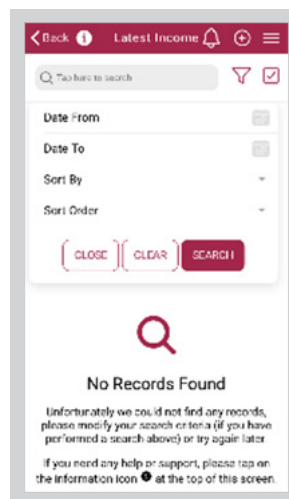 Back Latest Income
Tap here to search
Date From
Date To
Sort By
Sort Order
CLOSE CLEAR SEARCH
No Records Found
Unfortunately we could not find any records,
please modify your search criteria (if you have
performed a search above) or try again later
If you need any help or support, please tap on
the information icon at the top of this screen.